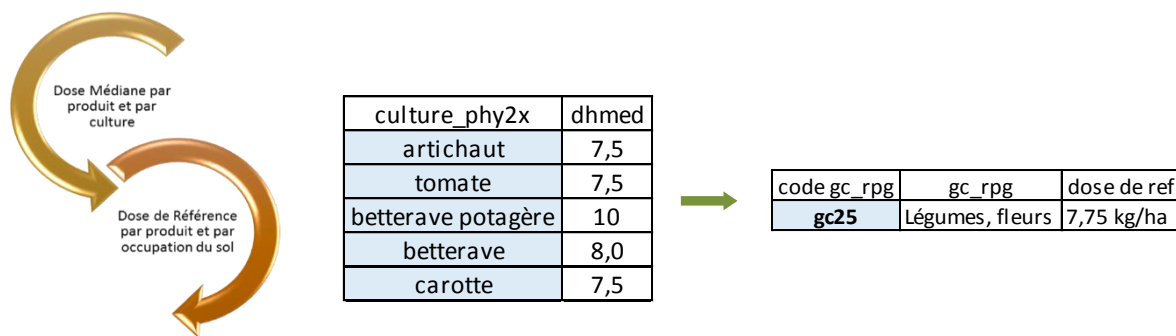 Dose Médiane par
produit et par
culture
Dose de Référence
par produit et par
occupation du sol
culture_phy2x dhmed
artichaut 7,5
tomate 7,5
betterave potagère 10
betterave 8,0
carotte 7,5
code gc_rpg gc_rpg dose de ref
gc25 Légumes, fleurs 7,75 kg/ha